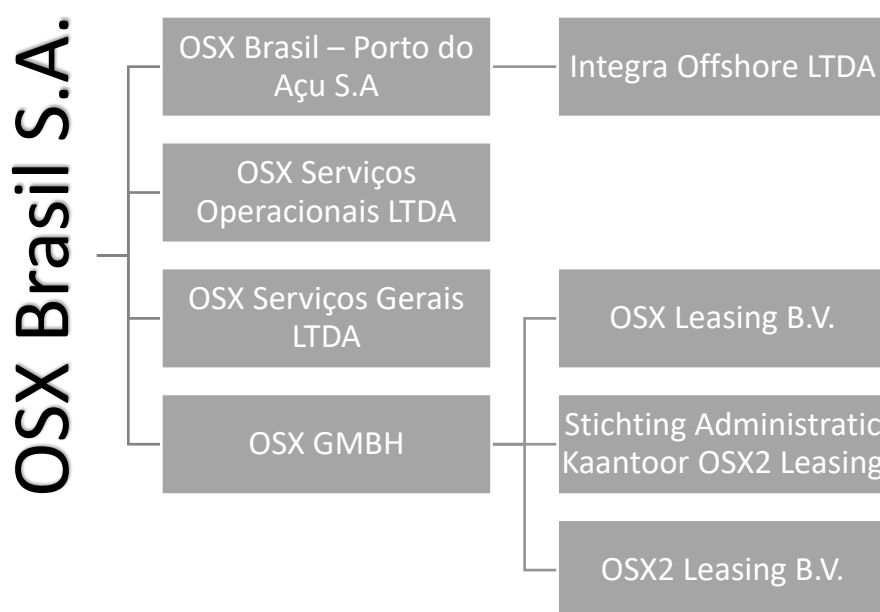 OSX Brasil S.A.
OSX Brasil – Porto do
Açu S.A
Integra Offshore LTDA
OSX Serviços
Operacionais LTDA
OSX Serviços Gerais
LTDA
OSX GMBH
OSX Leasing B.V.
Stichting Administratic
Kaantoor OSX2 Leasing
OSX2 Leasing B.V.